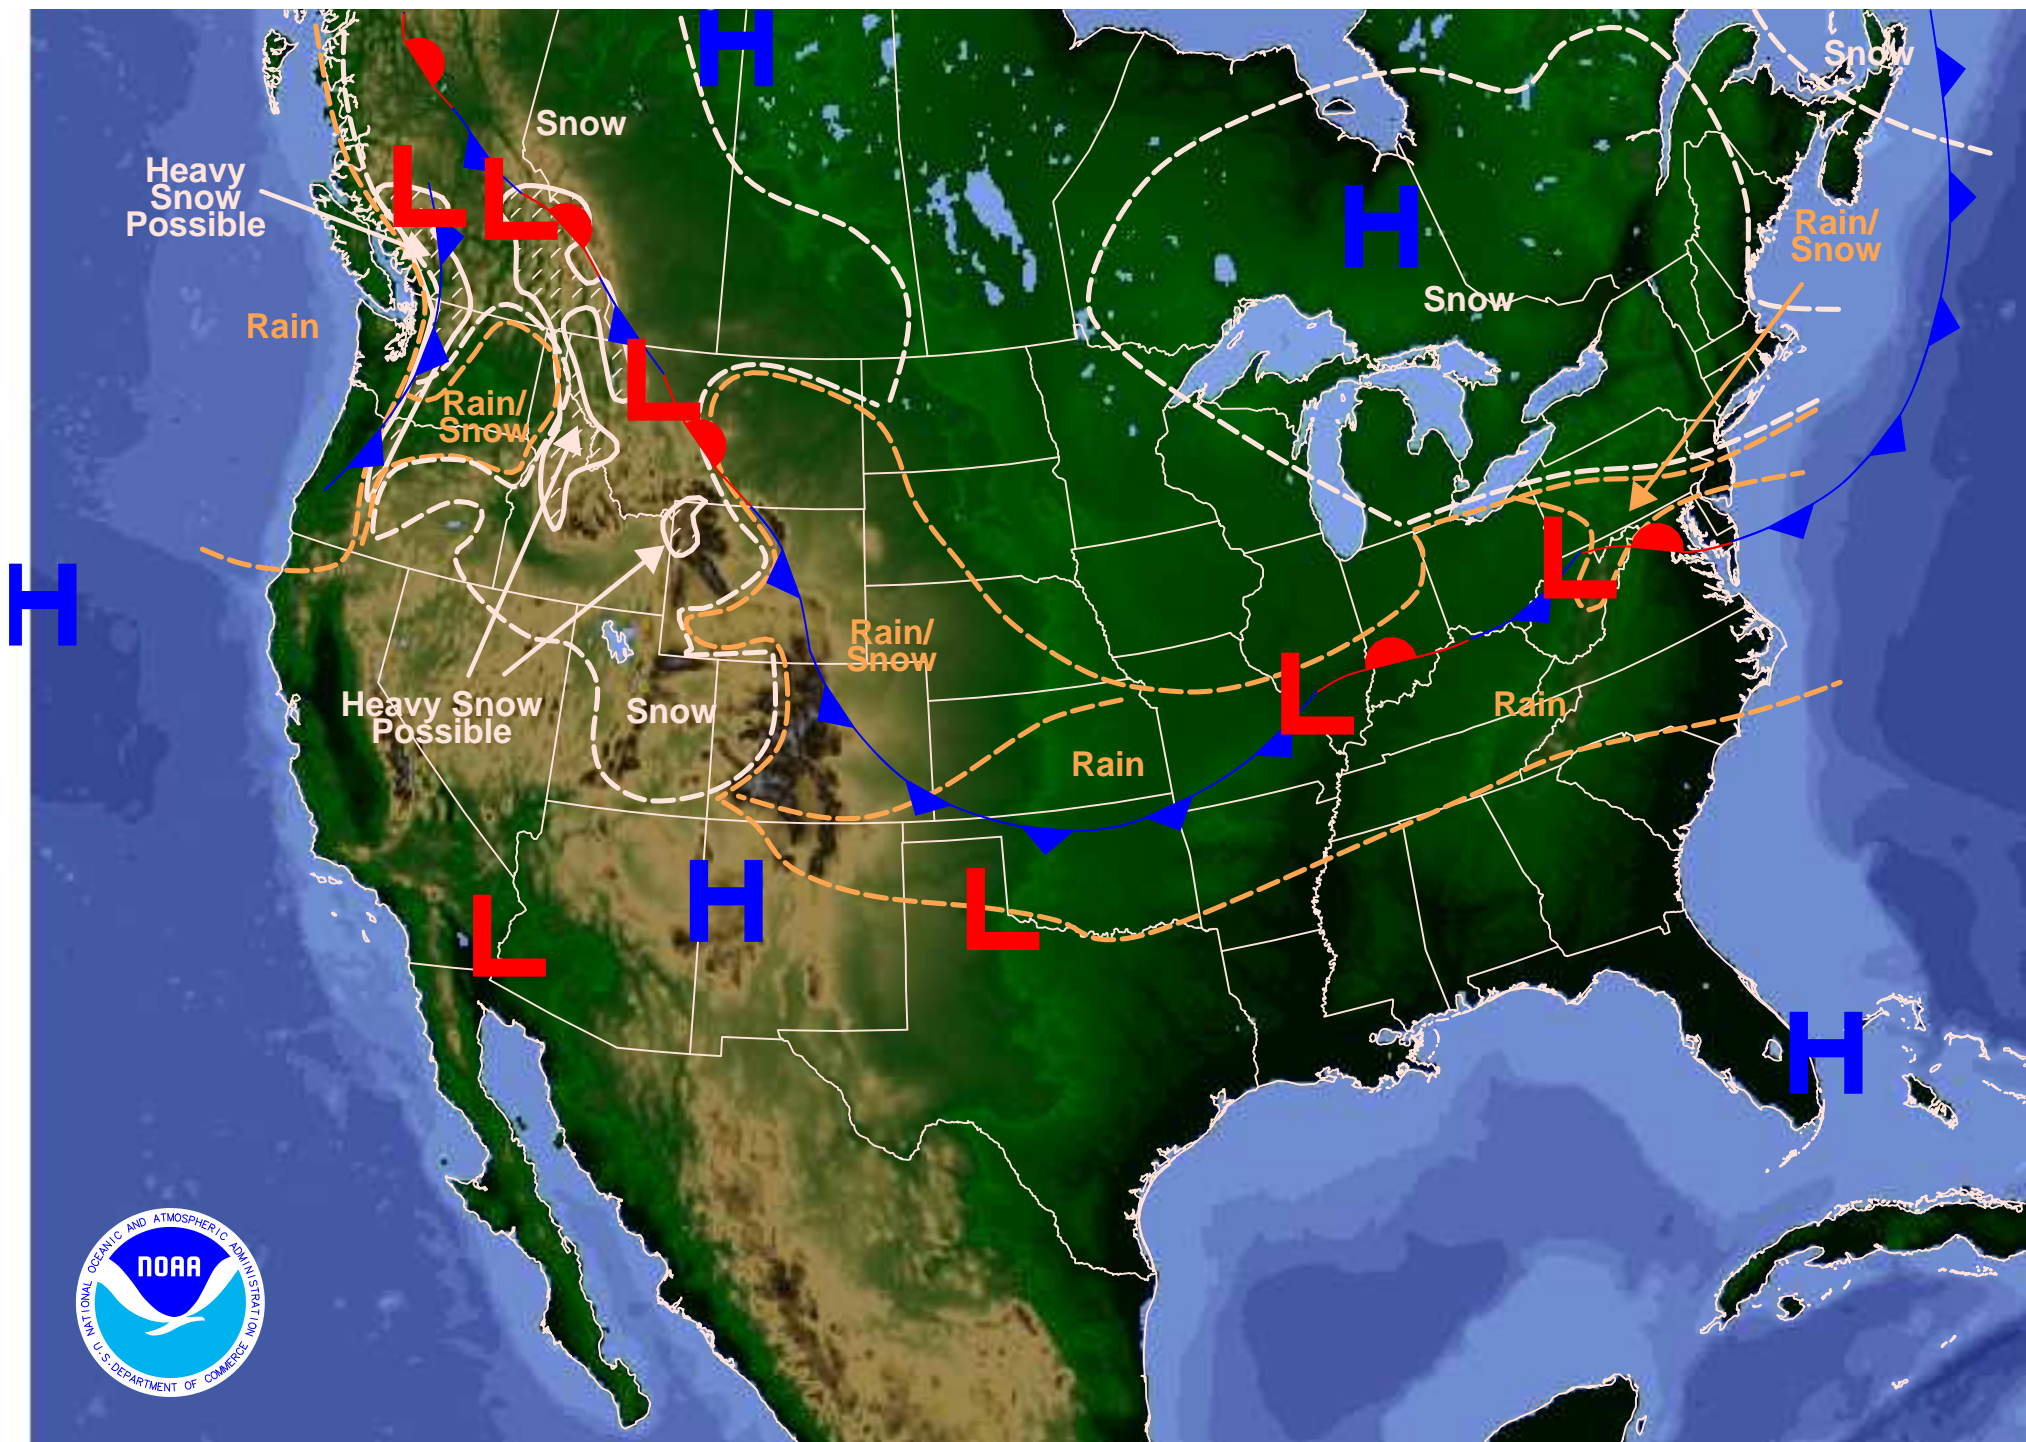 H
Snow
Snow
Heavy
Snow
Possible
L
L
H
Rain/
Snow
Snow
Rain
L
Rain/
Snow
L
H
Rain/
Snow
L
Heavy Snow
Possible
Snow
Rain
Rain
H
L
L
H
NATIONAL OCEANIC AND ATMOSPHERIC ADMINISTRATION
NOAA
U.S. DEPARTMENT OF COMMERCE